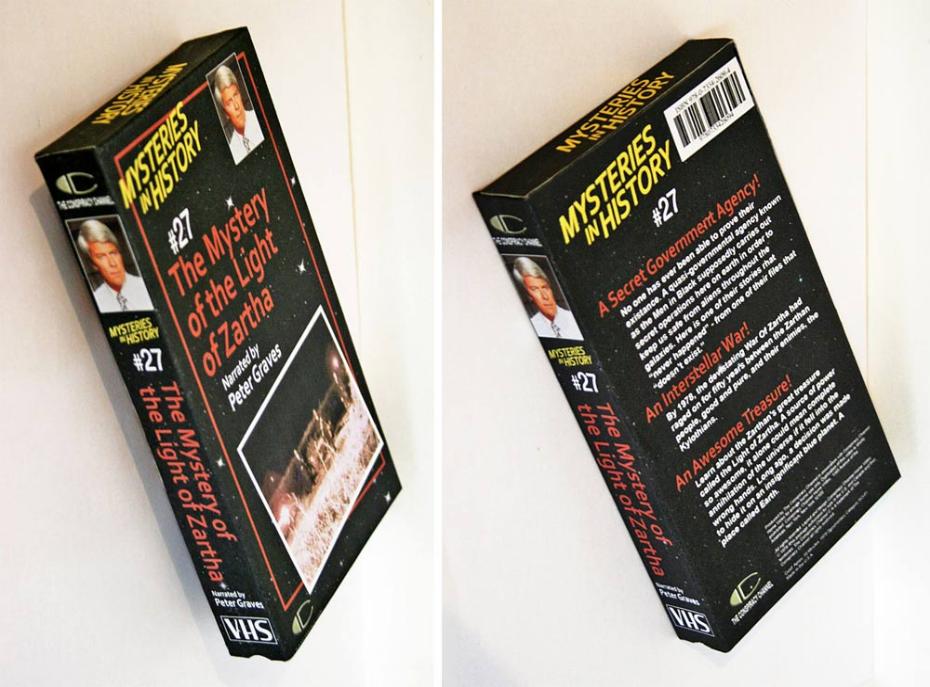 MYSTERIES
IN HISTORY
THE CONSPIRACY CHANNEL
MYSTERIES
IN HISTORY
#27
The Mystery of
the Light of Zartha
Narrated by
Peter Graves
VHS
MYSTERIES
IN HISTORY
#27
The Mystery
of the Light
of Zartha
Narrated by
Peter Graves
MYSTERIES
IN HISTORY
THE CONSPIRACY CHANNEL
MYSTERIES
IN HISTORY
#27
The Mystery of
the Light of Zartha
Narrated by
Peter Graves
VHS
MYSTERIES
IN HISTORY
#27
A Secret Government Agency!
No one has ever been able to prove their
existance. A quasi-governmental agency known
as the Men in Black supposedly carries out
secret operations here on earth in order to
keep us safe from aliens throughout the
galaxies. Here is one of their stories that
"never happened" - from one of their files that
"doesn't exist."
An Interstellar War!
By 1978, the devastating War Of Zartha had
raged on for fifty years between the Zarthan
people, good and pure, and their enemies, the
Kylothians.
An Awesome Treasure!
Learn about the Zarthan's great treasure
called the Light of Zartha. A source of power
so awesome, it alone could mean complete
annihilation of the universe if it fell into the
wrong hands. Long ago, a decision was made
to hide it on an insignificant blue planet. A
place called Earth.
THE CONSPIRACY CHANNEL